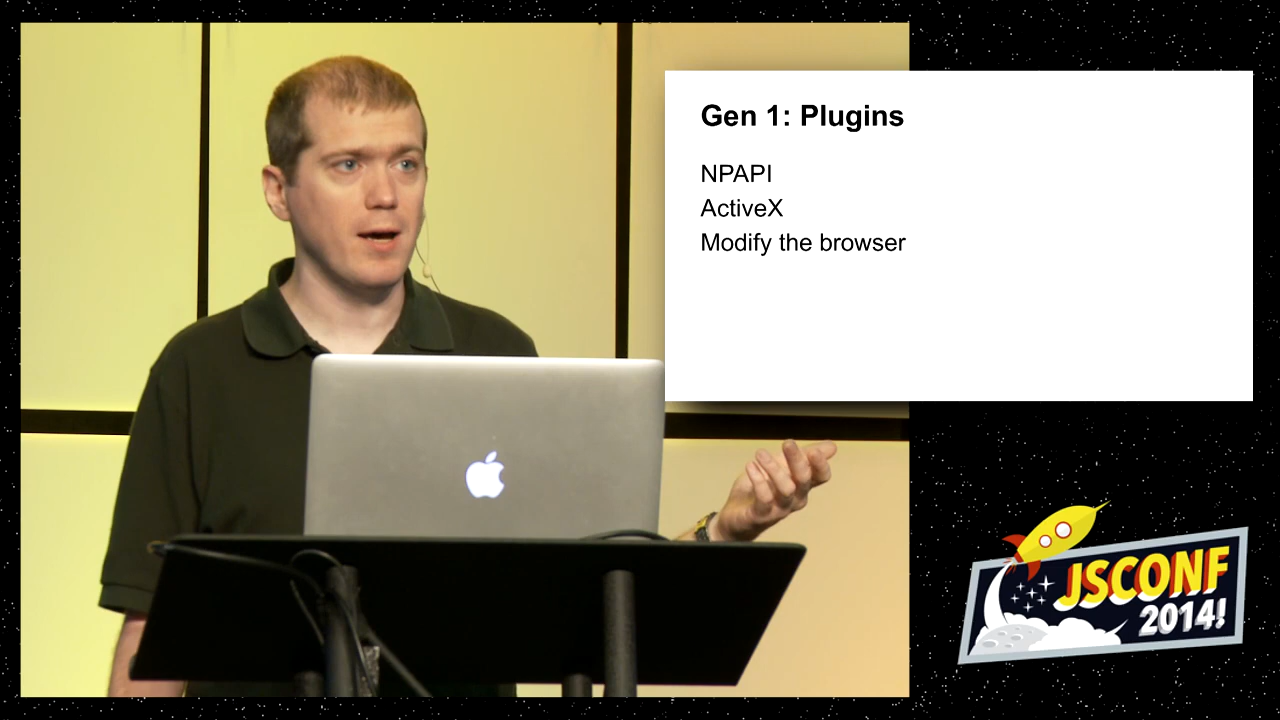 Gen 1: Plugins
NPAPI
ActiveX
Modify the browser
JSCONF
2014!